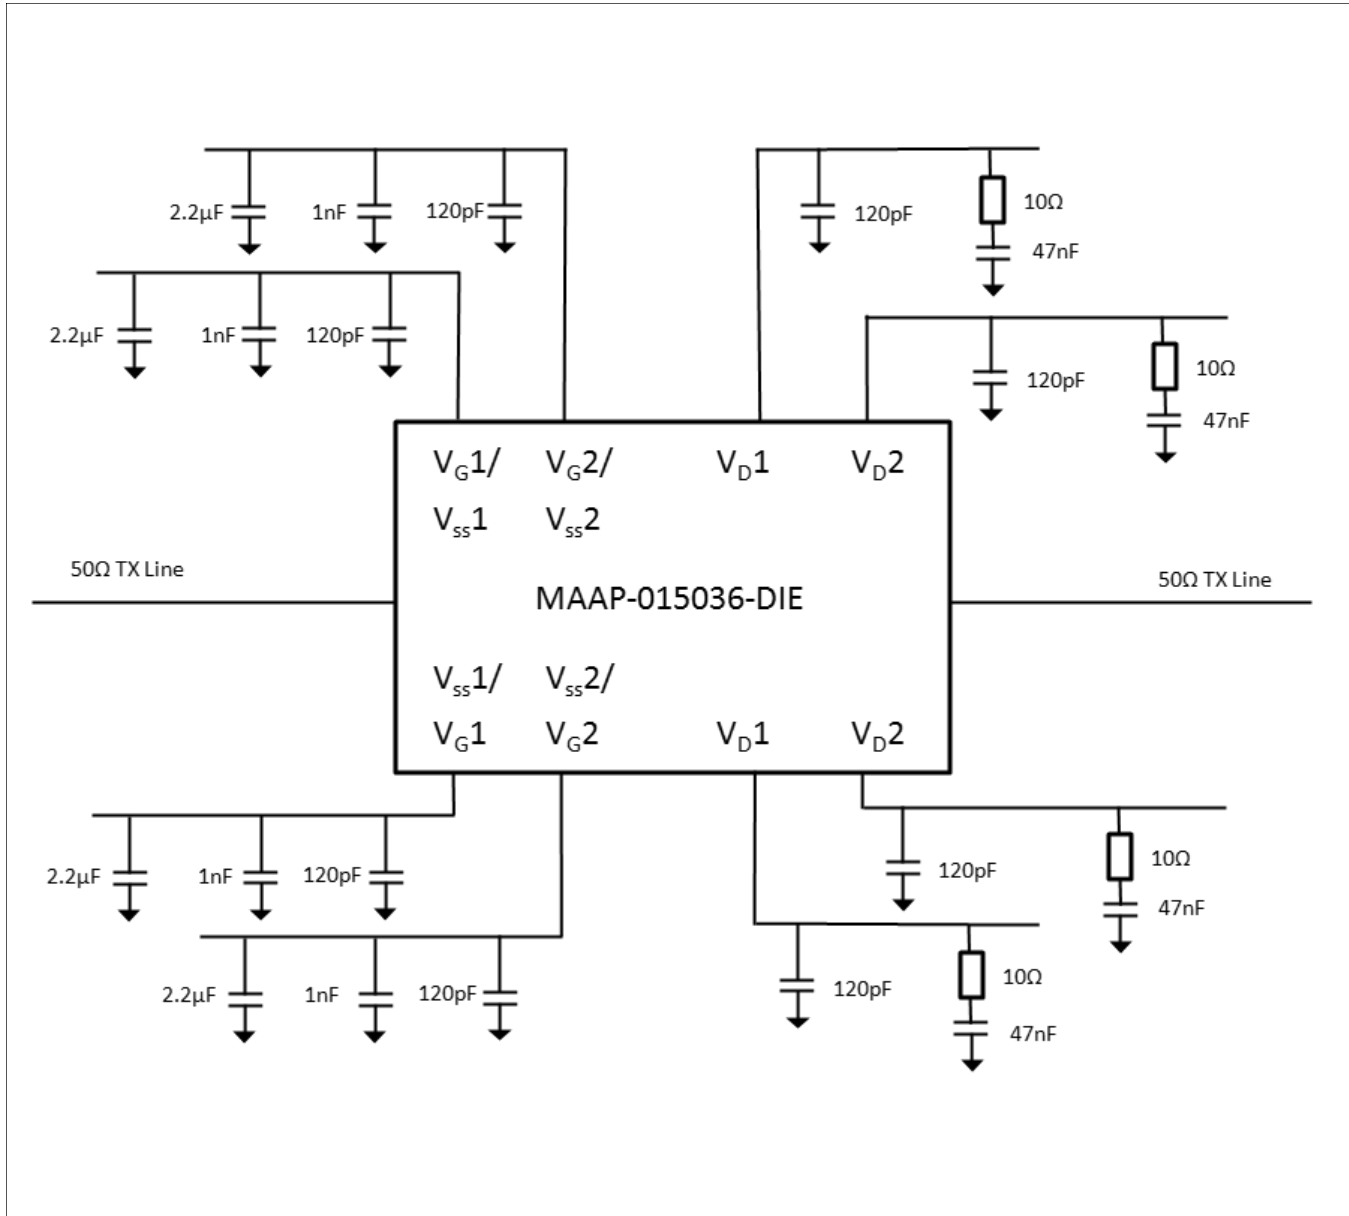 2.2µF 1nF 120pF
120pF
10Ω
47nF
2.2µF 1nF 120pF
120pF
10Ω
47nF
VG1/ VG2/ VD1 VD2
Vss1 Vss2
50Ω TX Line
50Ω TX Line
MAAP-015036-DIE
Vss1/ Vss2/
VG1 VG2 VD1 VD2
2.2µF 1nF 120pF
120pF
10Ω
47nF
2.2µF 1nF 120pF
120pF
10Ω
47nF